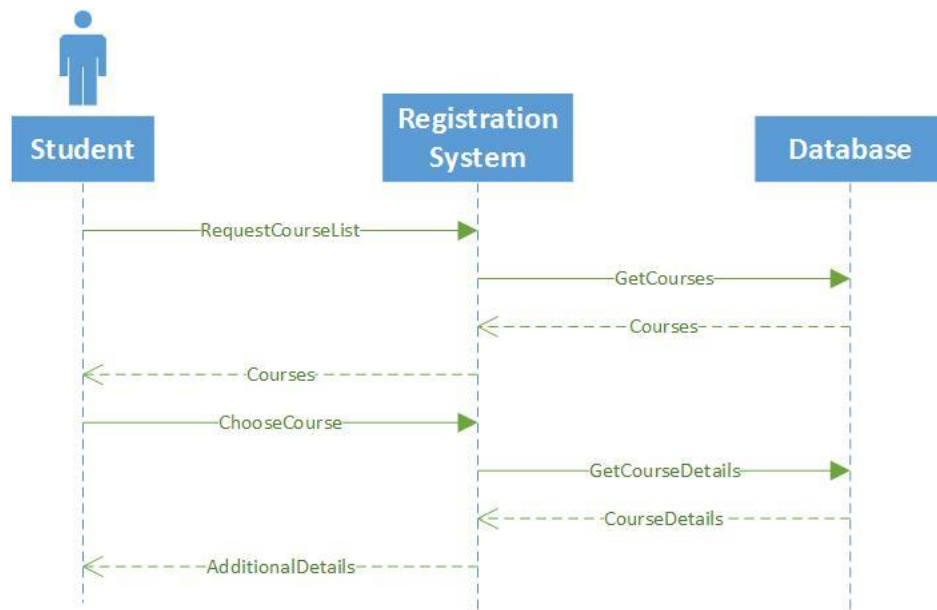 Student
Registration
System
Database
RequestCourseList
GetCourses
Courses
Courses
ChooseCourse
GetCourseDetails
CourseDetails
AdditionalDetails